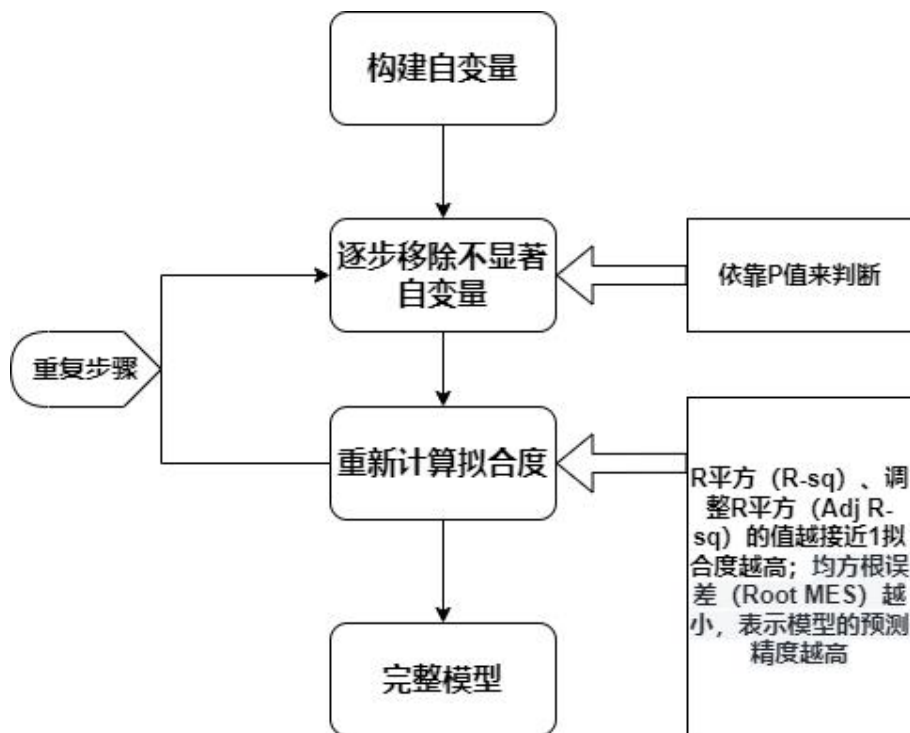 构建自变量
逐步移除不显著
自变量
依靠P值来判断
重复步骤
重新计算拟合度
R平方（R-sq）、调
整R平方（Adj R-
sq）的值越接近1拟
合度越高；均方根误
差（Root MES）越
小，表示模型的预测
精度越高
完整模型